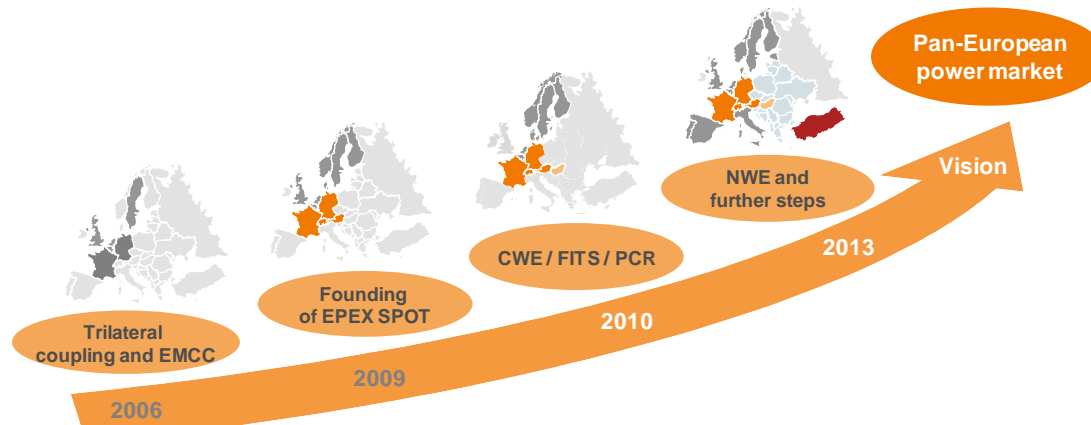 Pan-European
power market
Vision
NWE and
further steps
2013
CWE / FITS / PCR
2010
Founding
of EPEX SPOT
2009
Trilateral
coupling and EMCC
2006